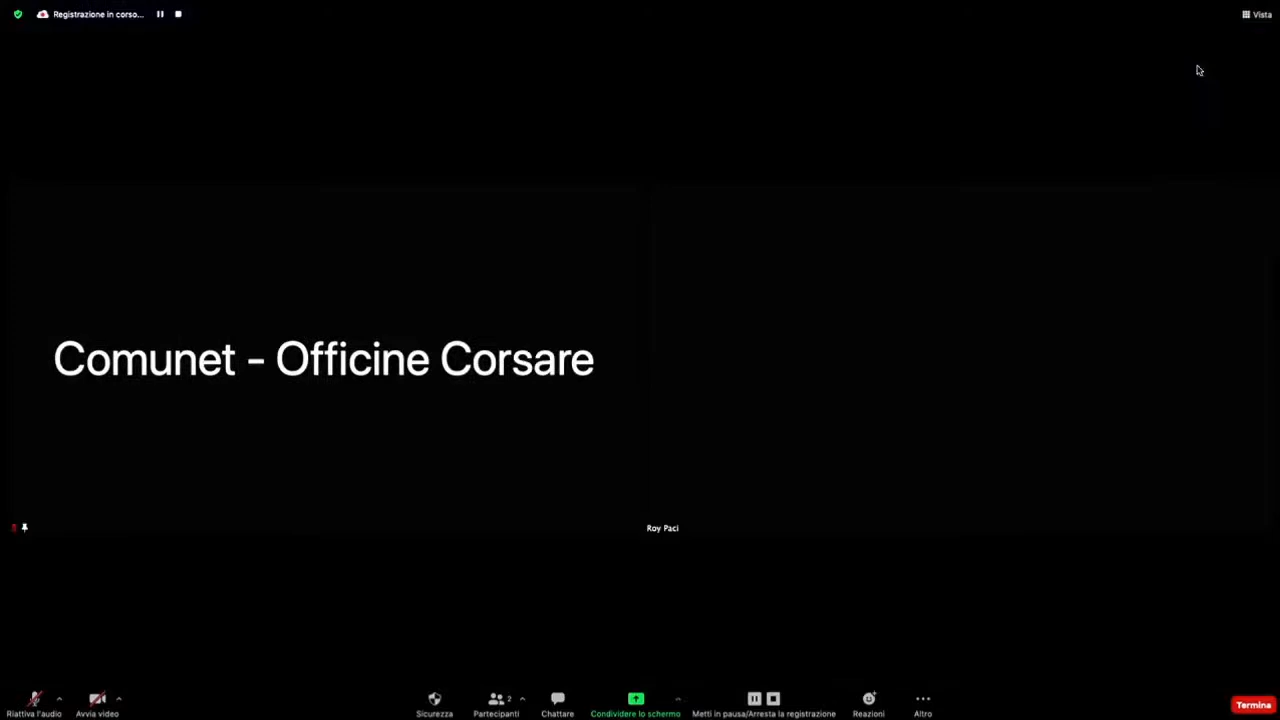 Registrazione in corso...
Vista
Comunet - Officine Corsare
Roy Paci
Riattiva l'audio
Avvia video
Sicurezza
Partecipanti
2
Chattare
Condividere lo schermo
Metti in pausa/Arresta la registrazione
Reazioni
Altro
Termina